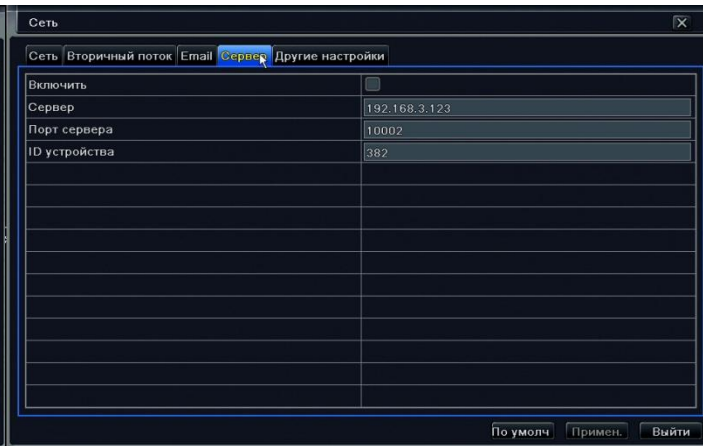 Сеть
Сеть Вторичный поток Email Сервер Другие настройки
Включить
Сервер 192.168.3.123
Порт сервера 10002
ID устройства 382
По умолч Примен. Выйти